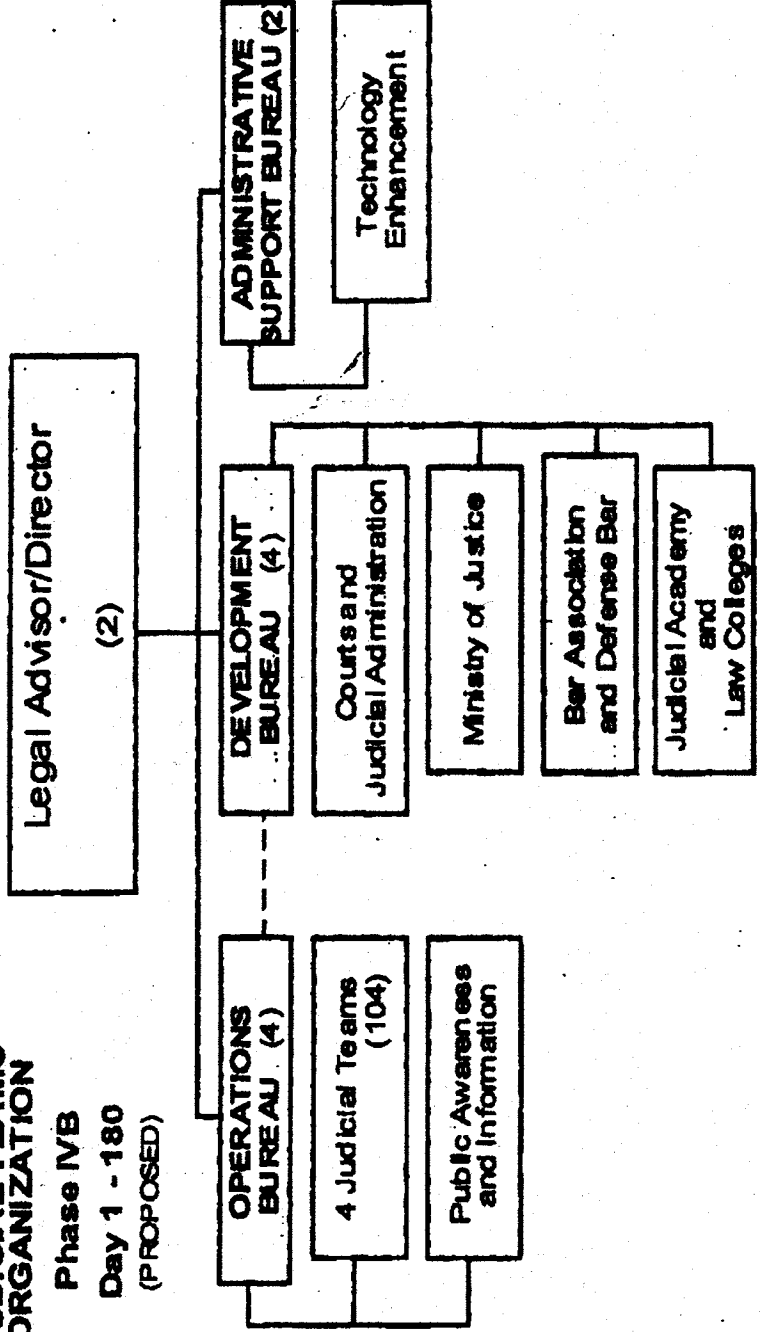 ORGANIZATION
Phase IVB
Day 1 - 180
(PROPOSED)
Legal Advisor/Director
(2)
OPERATIONS
BUREAU (4)
4 Judicial Teams
(104)
Public Awareness
and Information
DEVELOPMENT
BUREAU (4)
Courts and
Judicial Administration
Ministry of Justice
Bar Association
and Defense Bar
Judicial Academy
and
Law Colleges
ADMINISTRATIVE
SUPPORT BUREAU (2)
Technology
Enhancement